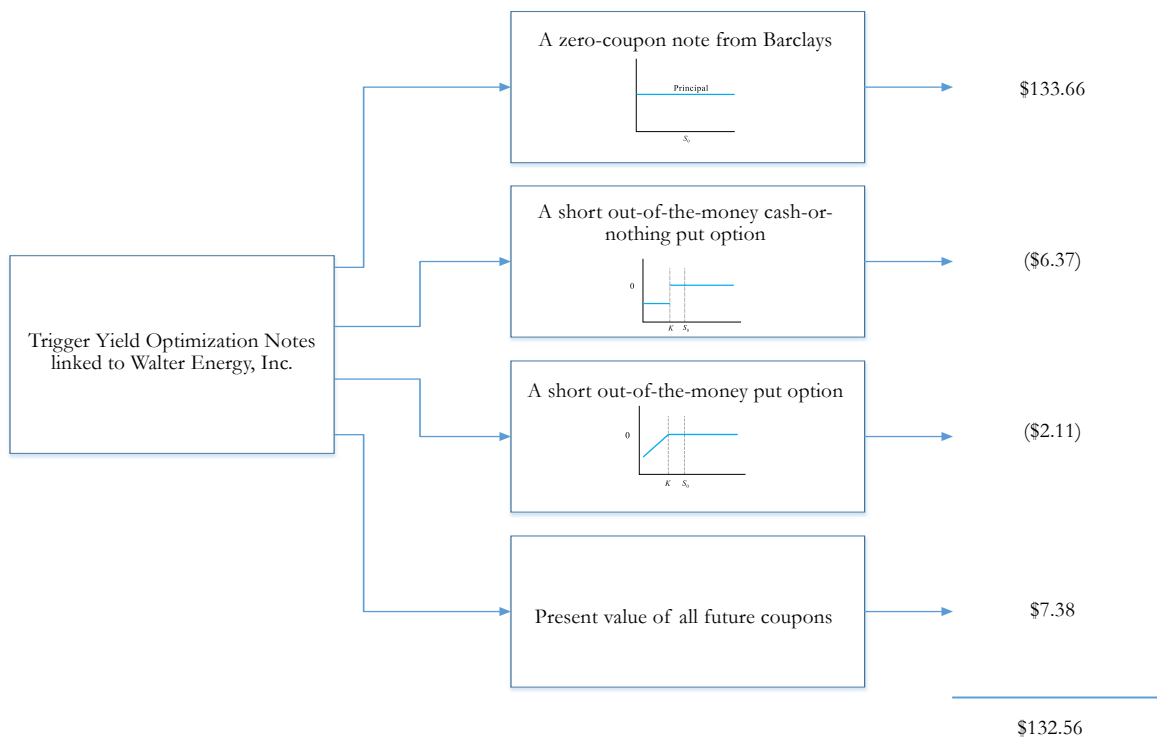 A zero-coupon note from Barclays
Principal
S₀
$133.66
A short out-of-the-money cash-or-
nothing put option
0
K S₀
($6.37)
Trigger Yield Optimization Notes
linked to Walter Energy, Inc.
A short out-of-the-money put option
0
K S₀
($2.11)
Present value of all future coupons
$7.38
$132.56